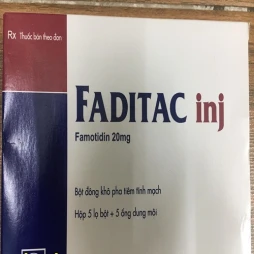 Rx Thuốc bán theo đơn
FADITAC inj
Famotidin 20mg
Bột đông khô pha tiêm tĩnh mạch
Hộp 5 lọ bột + 5 ống dung môi